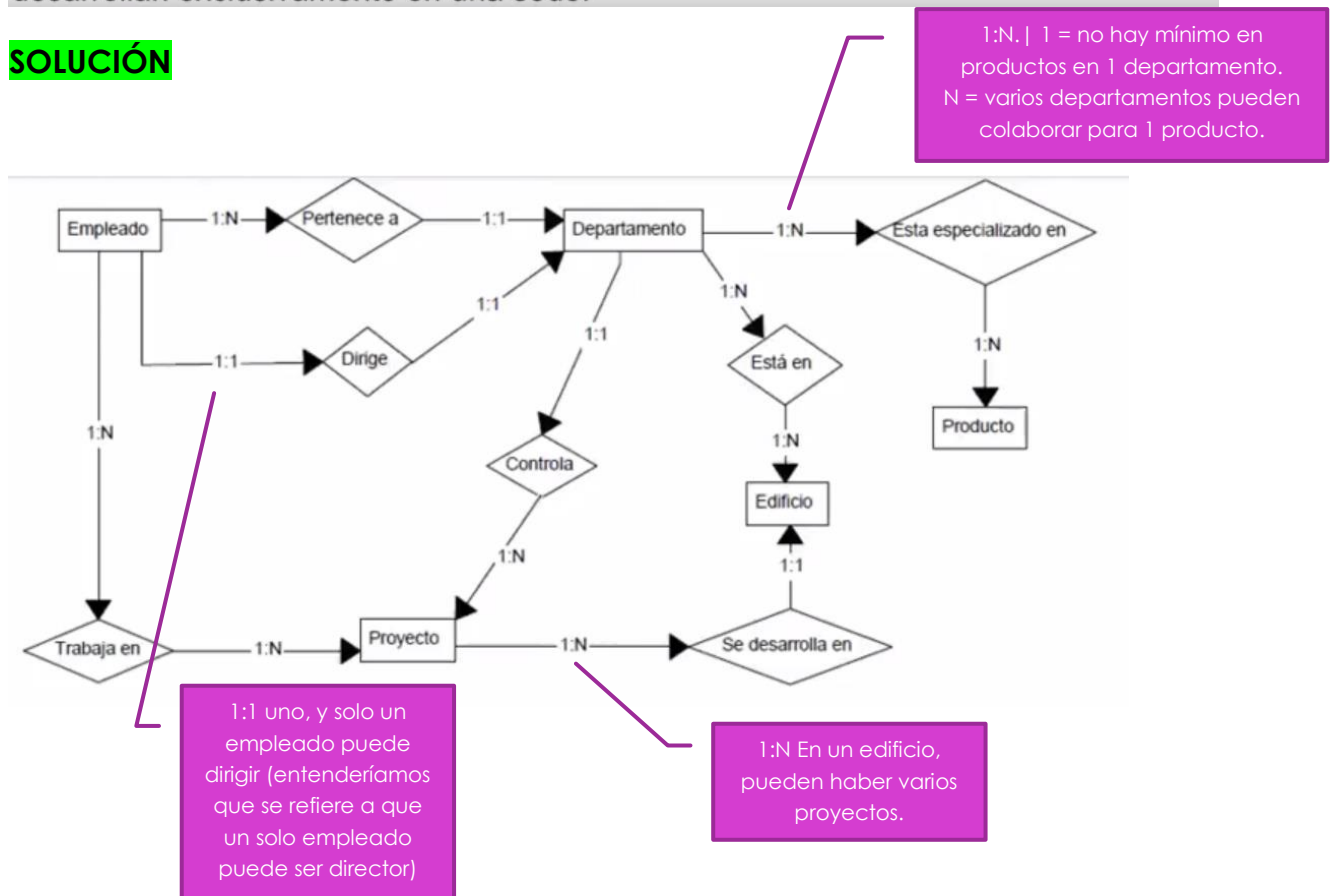 SOLUCIÓN
1:N. | 1 = no hay mínimo en
productos en 1 departamento.
N = varios departamentos pueden
colaborar para 1 producto.
Empleado
1:N
Pertenece a
1:1
Departamento
1:N
Esta especializado en
1:1
Dirige
1:1
1:1
1:N
Está en
1:N
Producto
1:N
Controla
1:N
Edificio
1:N
1:1
Trabaja en
1:N
Proyecto
1:N
Se desarrolla en
1:1 uno, y solo un
empleado puede
dirigir (entenderíamos
que se refiere a que
un solo empleado
puede ser director)
1:N En un edificio,
pueden haber varios
proyectos.